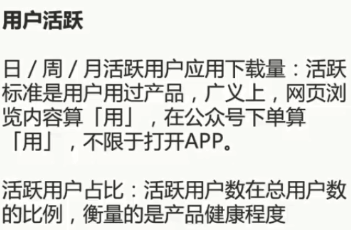 用户活跃
日／周／月活跃用户应用下载量：活跃
标准是用户用过产品，广义上，网页浏
览内容算「用」，在公众号下单算
「用」，不限于打开APP。
活跃用户占比：活跃用户数在总用户数
的比例，衡量的是产品健康程度